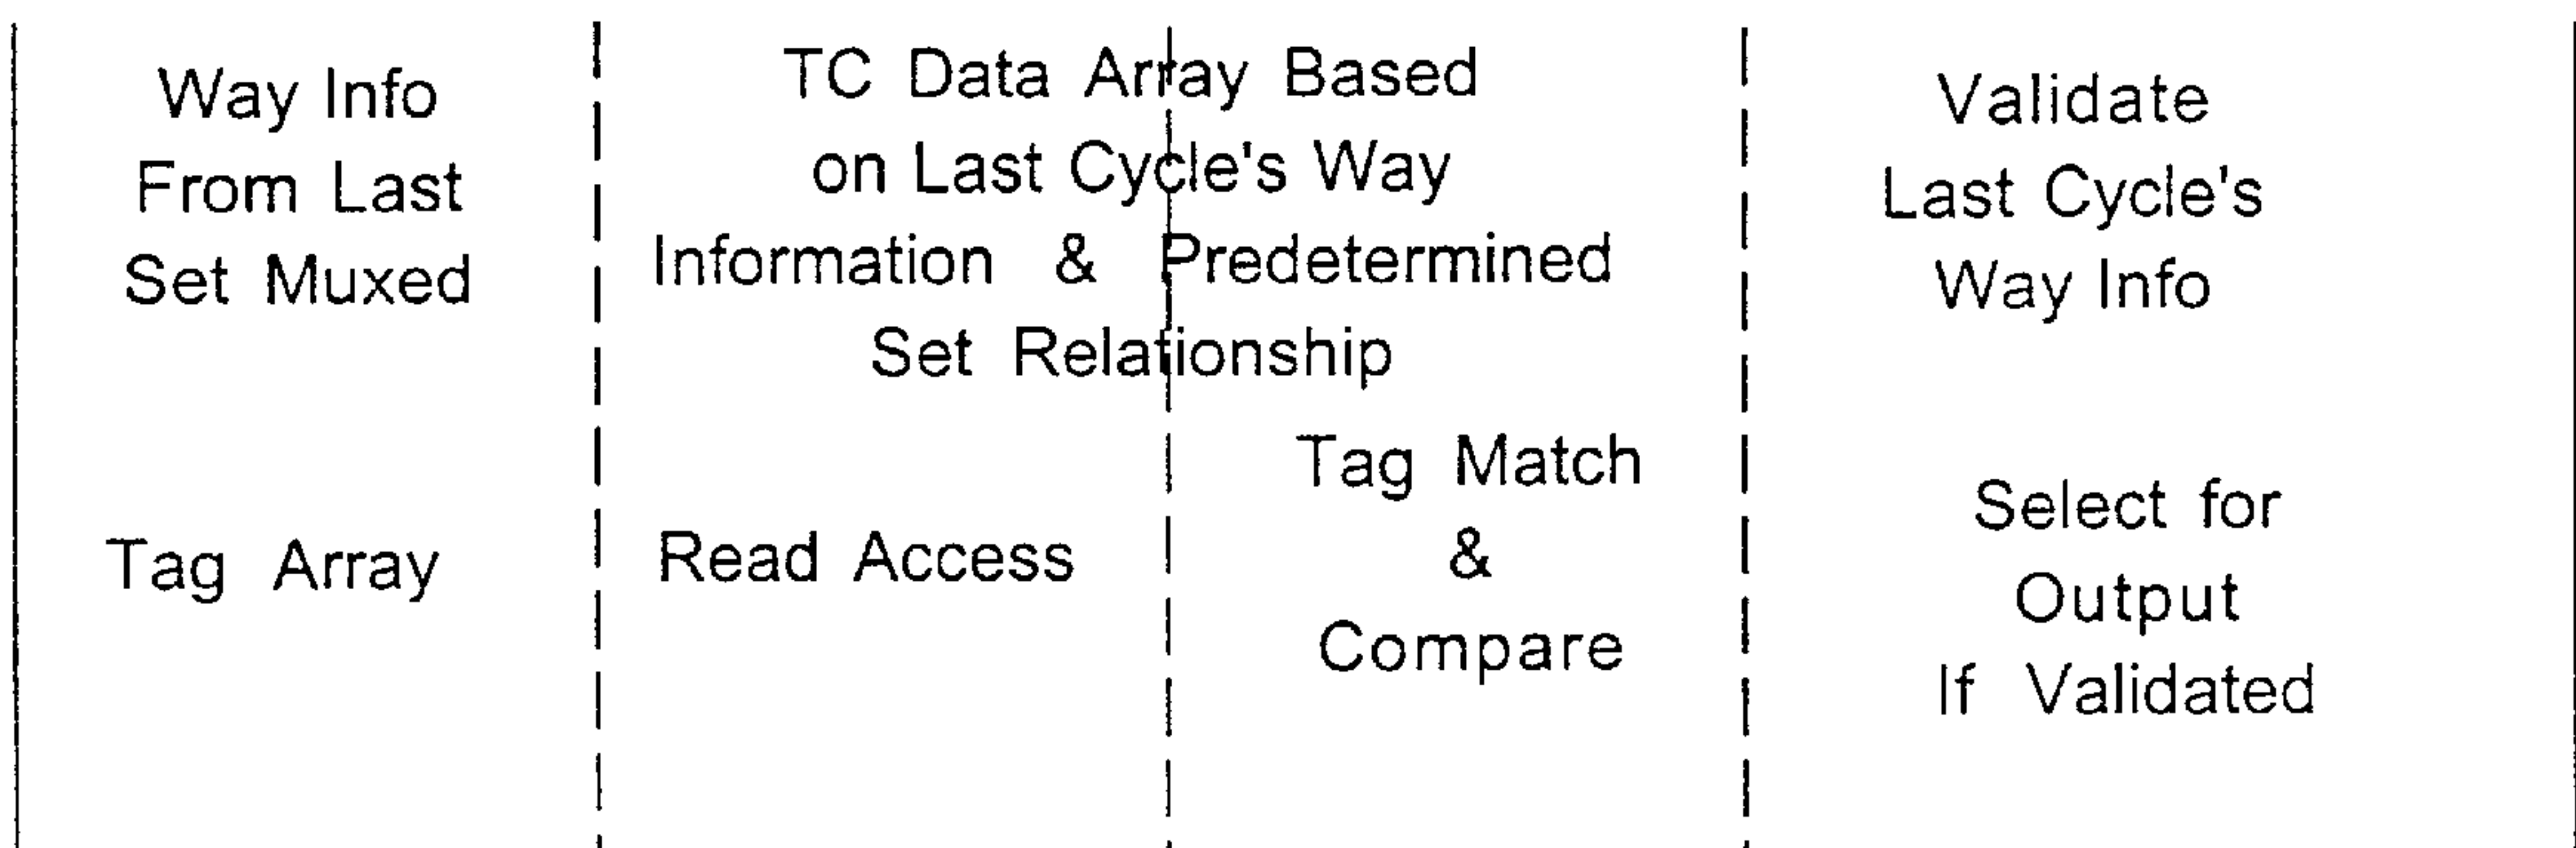 Way Info
From Last
Set Muxed
TC Data Array Based
on Last Cycle's Way
Information & Predetermined
Set Relationship
Validate
Last Cycle's
Way Info
Tag Array
Read Access
Tag Match
&
Compare
Select for
Output
If Validated